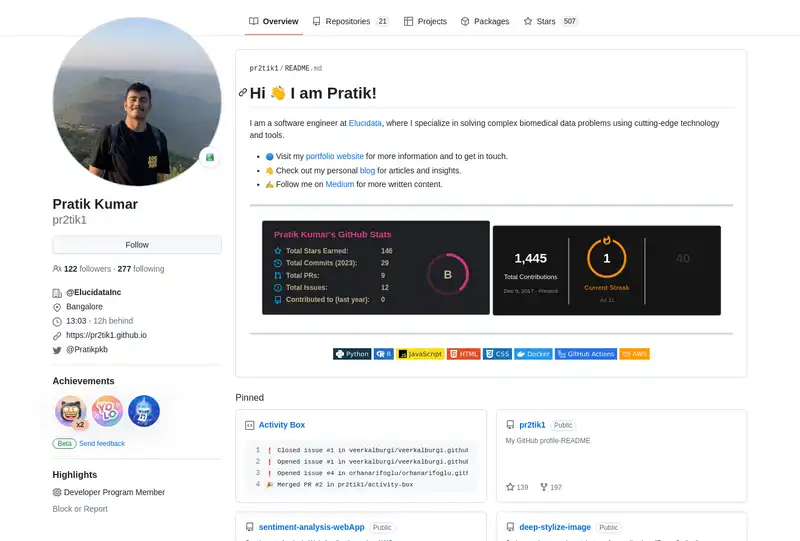 Overview
Repositories 21
Projects
Packages
Stars 507
Pratik Kumar
pr2tik1
Follow
122 followers · 277 following
@ElucidataInc
Bangalore
13:03 - 12h behind
https://pr2tik1.github.io
@Pratikpkb
Achievements
x2
YOLO
Beta Send feedback
Highlights
Developer Program Member
Block or Report
pr2tik1/README.md
Hi 👋 I am Pratik!
I am a software engineer at Elucidata, where I specialize in solving complex biomedical data problems using cutting-edge technology
and tools.
• 🔵 Visit my portfolio website for more information and to get in touch.
• 👋 Check out my personal blog for articles and insights.
• ✍️ Follow me on Medium for more written content.
Pratik Kumar's GitHub Stats
Total Stars Earned: 146
Total Commits (2023): 29
Total PRs: 9
Total Issues: 12
Contributed to (last year): 0
B
1,445
Total Contributions
Dec 9, 2017 - Present
1
Current Streak
40
Python R JavaScript HTML CSS Docker GitHub Actions AWS
Pinned
Activity Box
1 ❗ Closed issue #1 in veerkalburgi/veerkalburgi.github
2 ❗ Opened issue #1 in veerkalburgi/veerkalburgi.github
3 ❗ Opened issue #4 in orhanarifoglu/orhanarifoglu.gith
4 🎉 Merged PR #2 in pr2tik1/activity-box
pr2tik1 Public
My GitHub profile-README
139 197
sentiment-analysis-webApp Public
deep-stylize-image Public